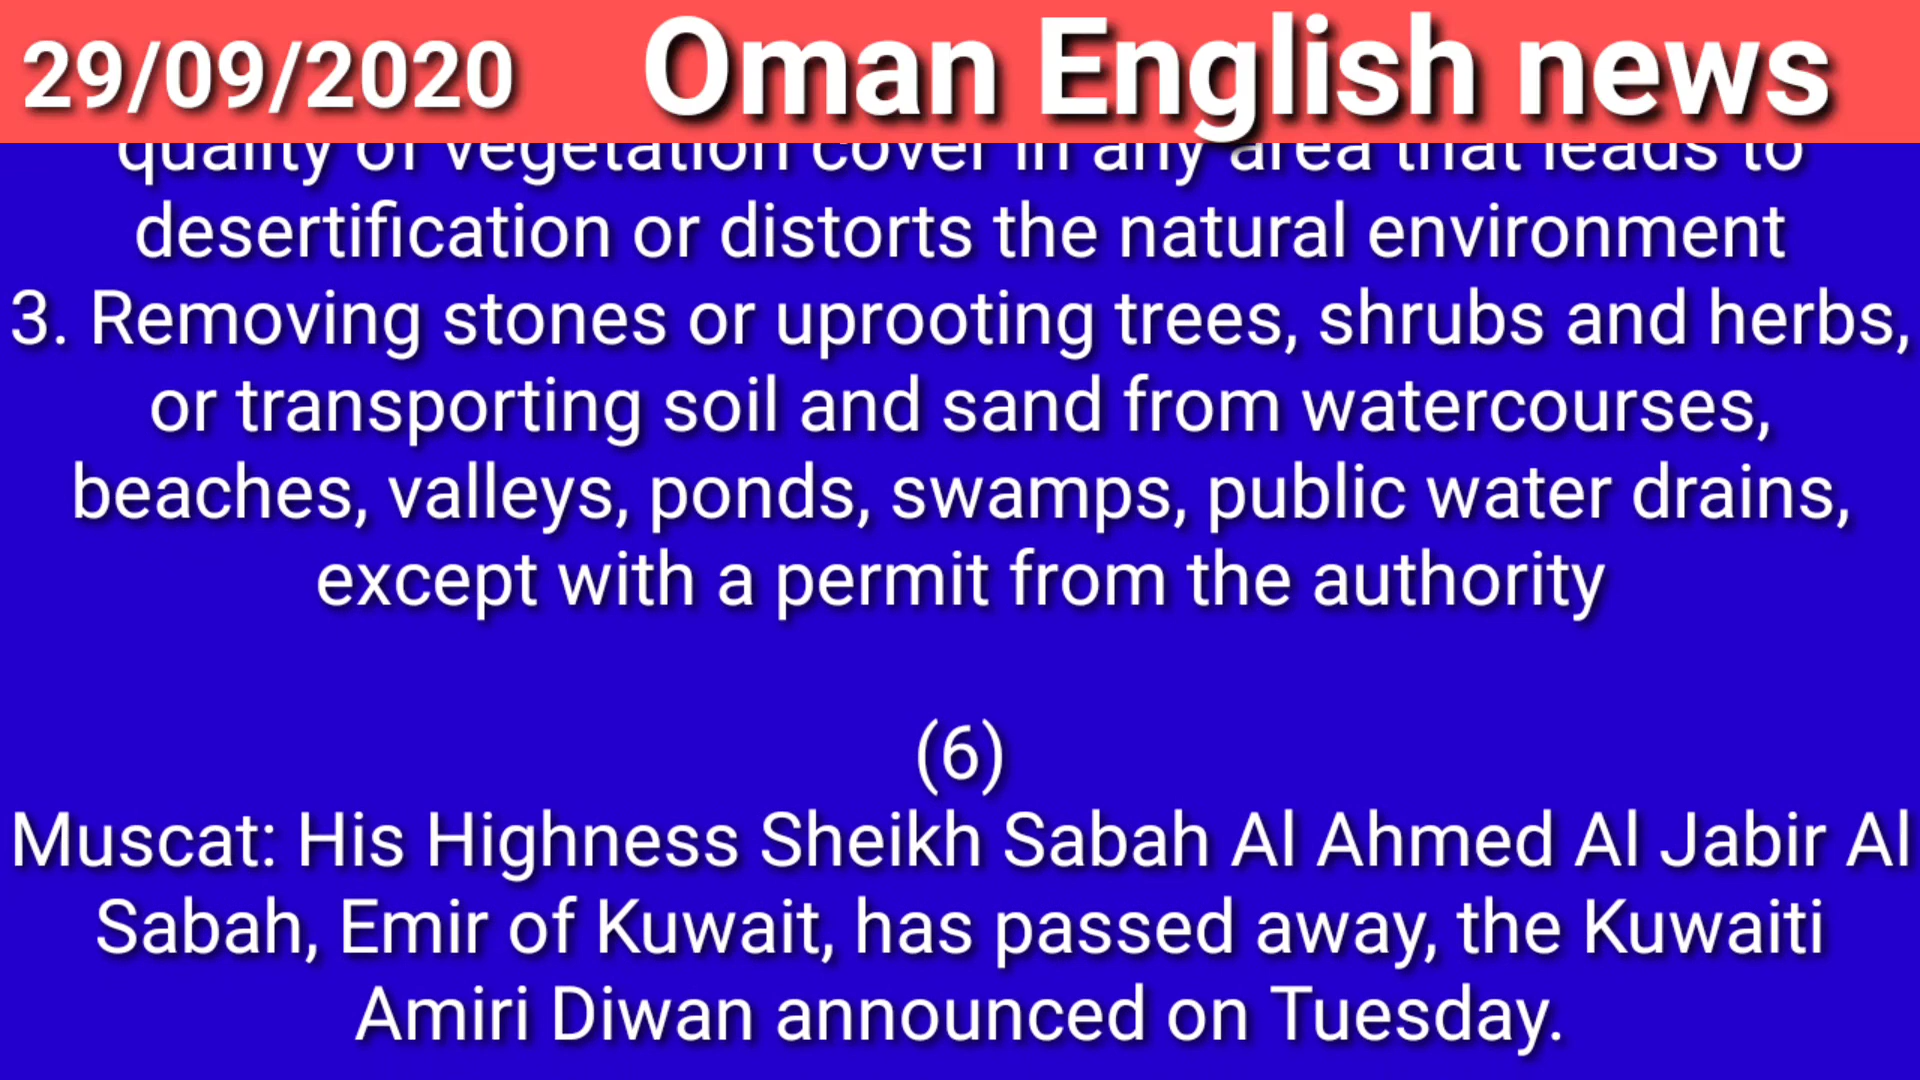 29/09/2020 Oman English news
quality of vegetation cover in any area that leads to
desertification or distorts the natural environment
3. Removing stones or uprooting trees, shrubs and herbs,
or transporting soil and sand from watercourses,
beaches, valleys, ponds, swamps, public water drains,
except with a permit from the authority
(6)
Muscat: His Highness Sheikh Sabah Al Ahmed Al Jabir Al
Sabah, Emir of Kuwait, has passed away, the Kuwaiti
Amiri Diwan announced on Tuesday.